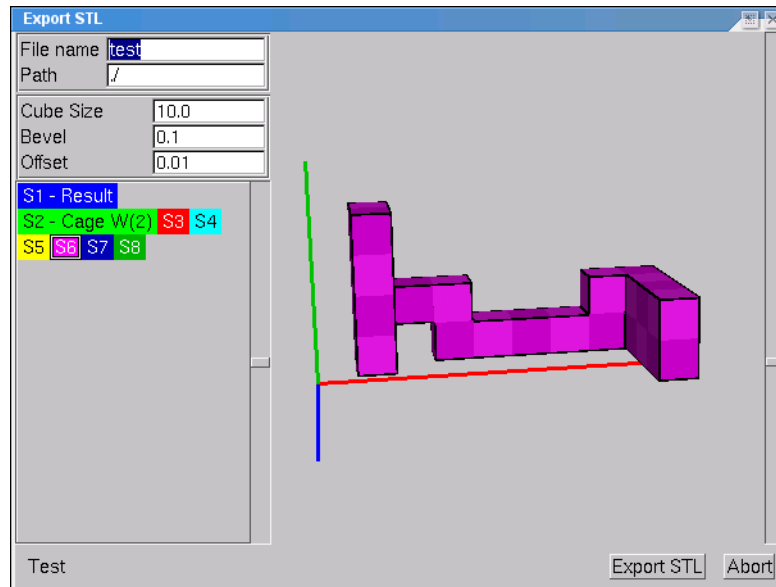 Export STL
File name test
Path ./
Cube Size 10.0
Bevel 0.1
Offset 0.01
S1 - Result
S2 - Cage W(2) S3 S4
S5 S6 S7 S8
Test Export STL Abort